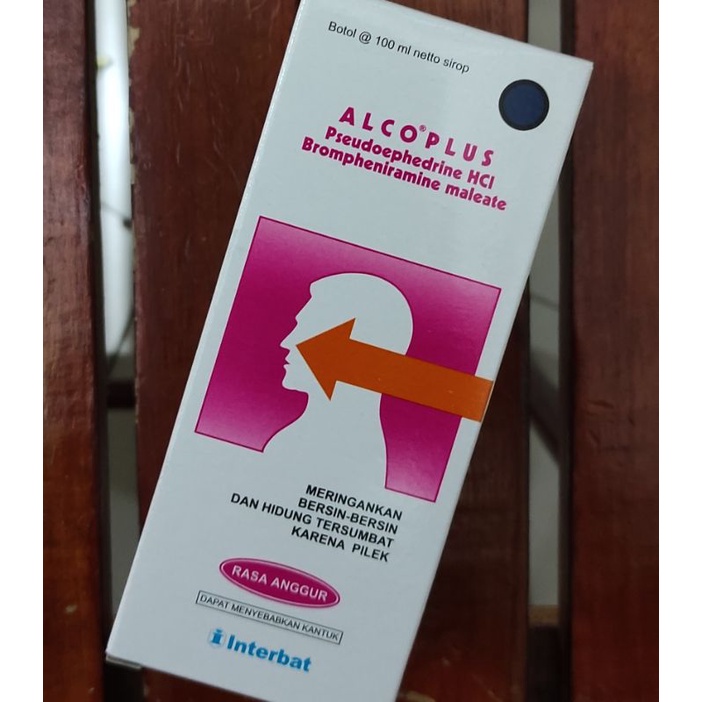 Botol @ 100 ml netto sirop
ALCO®PLUS
Pseudoephedrine HCl
Brompheniramine maleate
MERINGANKAN
BERSIN-BERSIN
DAN HIDUNG TERSUMBAT
KARENA PILEK
RASA ANGGUR
DAPAT MENYEBABKAN KANTUK
Interbat